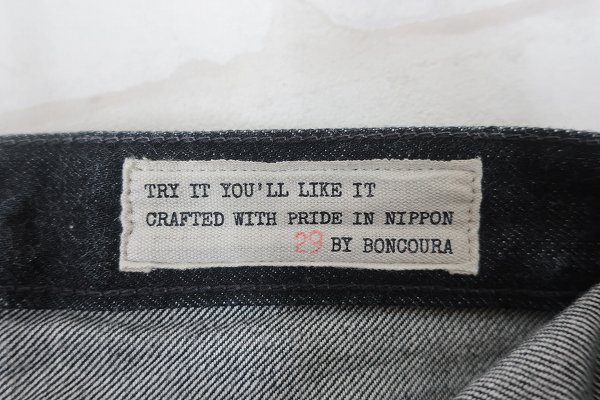 TRY IT YOU'LL LIKE IT
CRAFTED WITH PRIDE IN NIPPON
29 BY BONCOURA